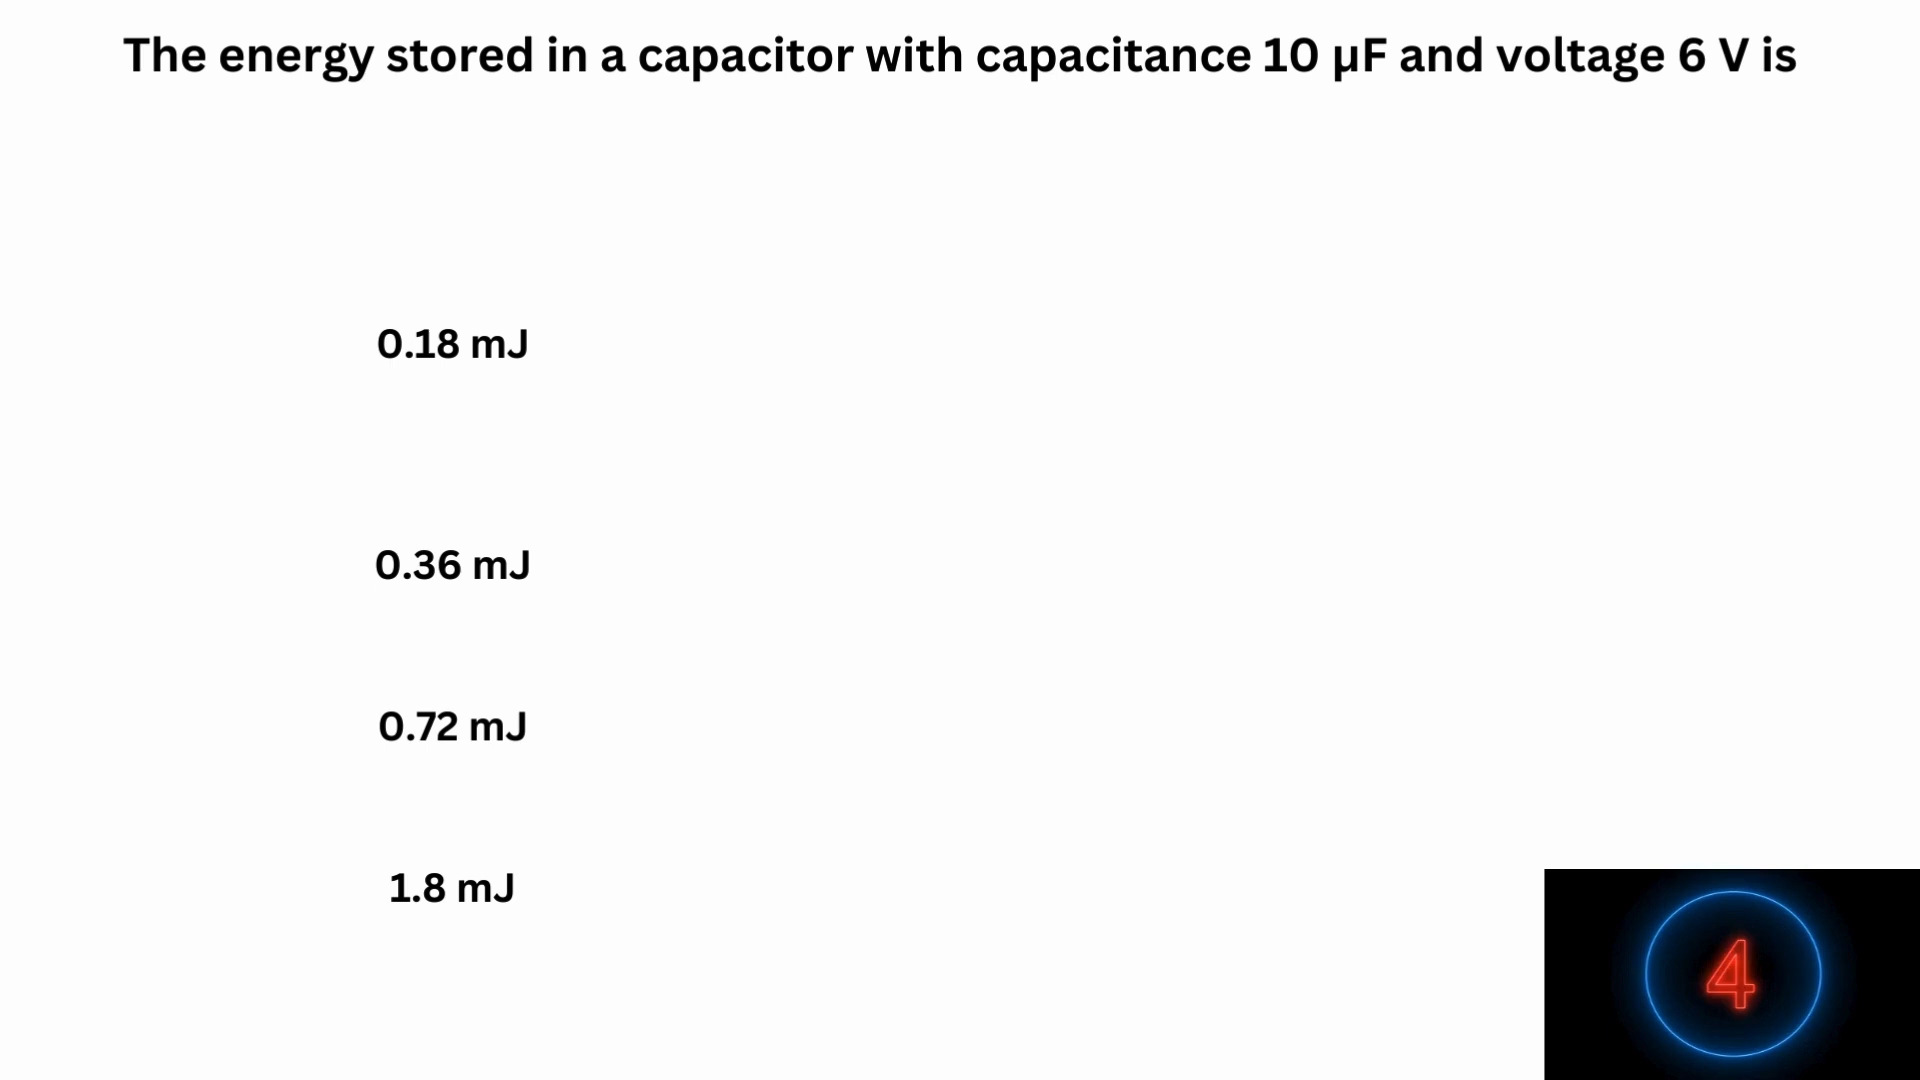 The energy stored in a capacitor with capacitance 10 µF and voltage 6 V is
0.18 mJ
0.36 mJ
0.72 mJ
1.8 mJ
4